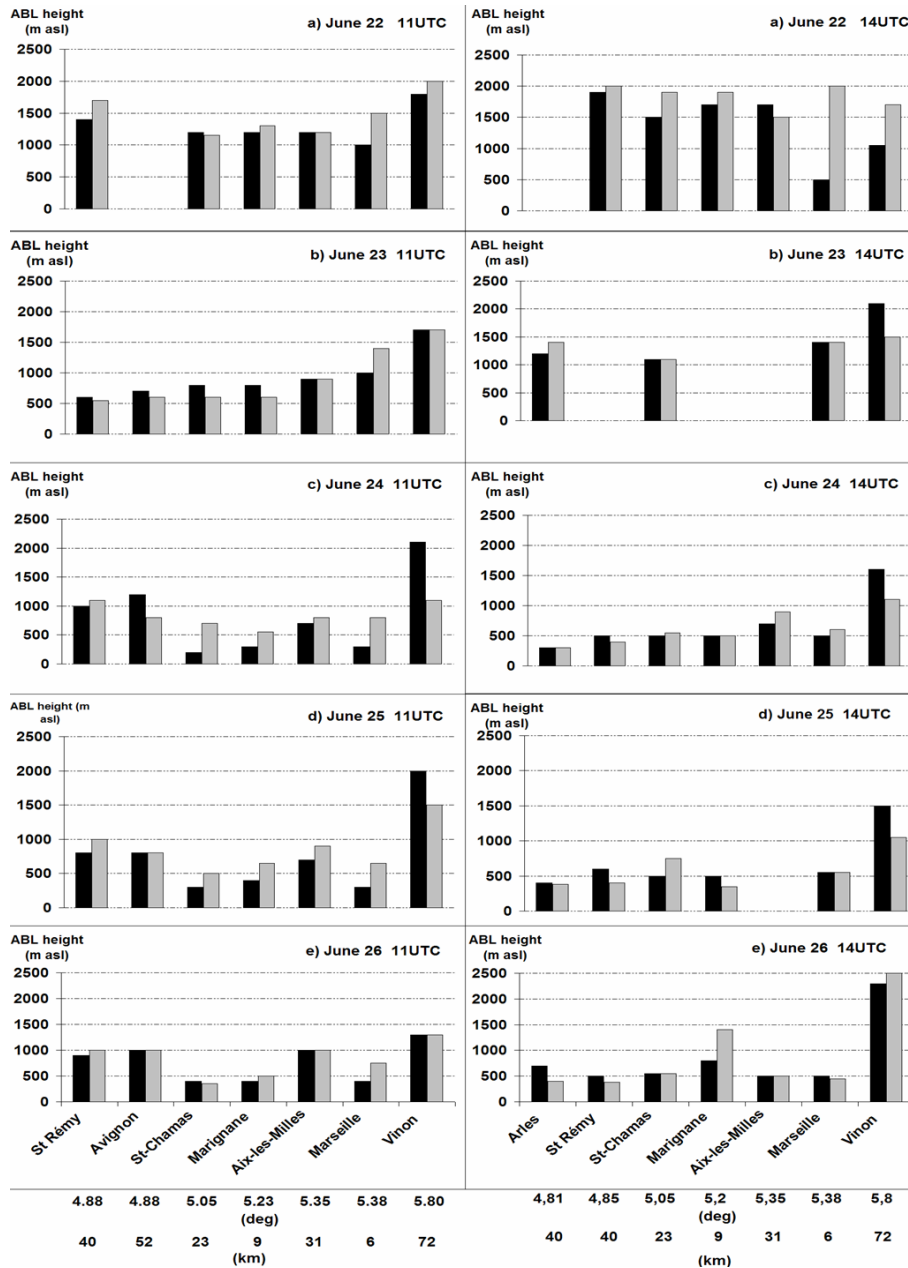 ABL height
(m asl)
a) June 22 11UTC
2500
2000
1500
1000
500
0
ABL height
(m asl)
a) June 22 14UTC
2500
2000
1500
1000
500
0
ABL height
(m asl)
b) June 23 11UTC
2500
2000
1500
1000
500
0
ABL height
(m asl)
b) June 23 14UTC
2500
2000
1500
1000
500
0
ABL height
(m asl)
c) June 24 11UTC
2500
2000
1500
1000
500
0
ABL height
(m asl)
c) June 24 14UTC
2500
2000
1500
1000
500
0
ABL height (m
asl)
d) June 25 11UTC
2500
2000
1500
1000
500
0
ABL height
(m asl)
d) June 25 14UTC
2500
2000
1500
1000
500
0
ABL height
(m asl)
e) June 26 11UTC
2500
2000
1500
1000
500
0
St Rémy
Avignon
St-Chamas
Marignane
Aix-les-Milles
Marseille
Vinon
ABL height
(m asl)
e) June 26 14UTC
2500
2000
1500
1000
500
0
Arles
St Rémy
St-Chamas
Marignane
Aix-les-Milles
Marseille
Vinon
4.88 4.88 5.05 5.23 5.35 5.38 5.80
(deg)
40 52 23 9 31 6 72
(km)
4,81 4,85 5,05 5,2 5,35 5,38 5,8
(deg)
40 40 23 9 31 6 72
(km)